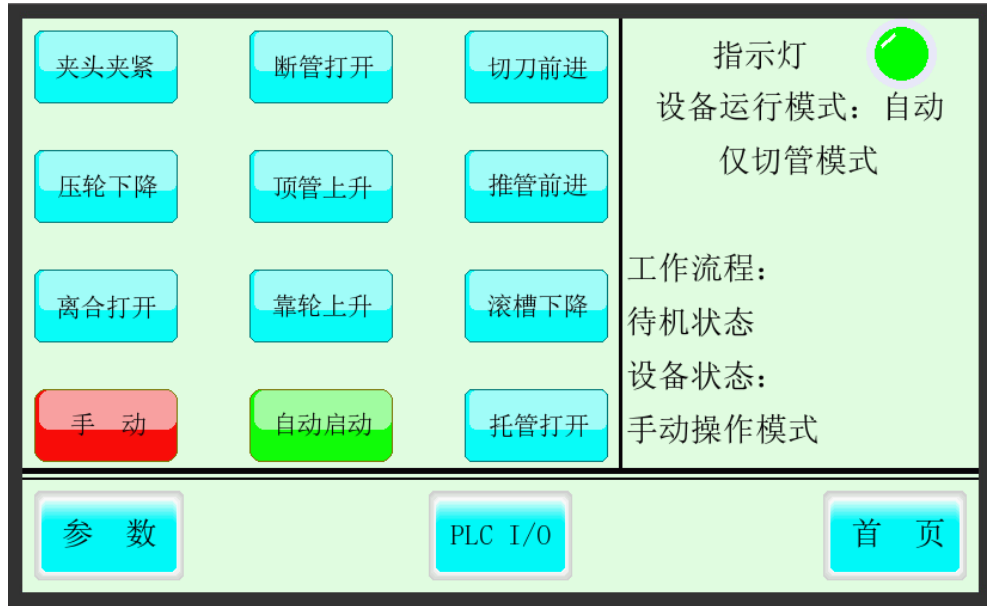 夹头夹紧
断管打开
切刀前进
压轮下降
顶管上升
推管前进
离合打开
靠轮上升
滚槽下降
手 动
自动启动
托管打开
指示灯
设备运行模式：自动
仅切管模式
工作流程：
待机状态
设备状态：
手动操作模式
参 数
PLC I/O
首 页